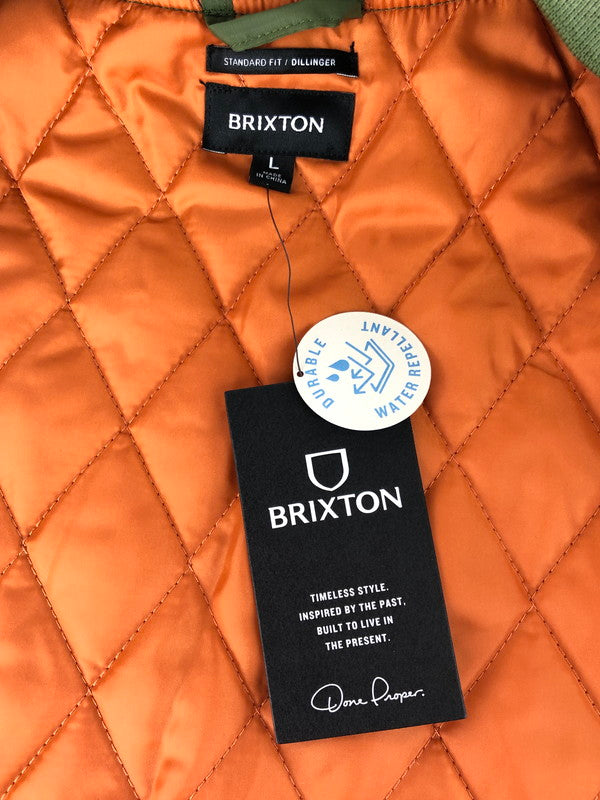 STANDARD FIT / DILLINGER
BRIXTON
L
MADE
IN CHINA
DURABLE
WATER REPELLANT
BRIXTON
TIMELESS STYLE.
INSPIRED BY THE PAST,
BUILT TO LIVE IN
THE PRESENT.
Done Proper.